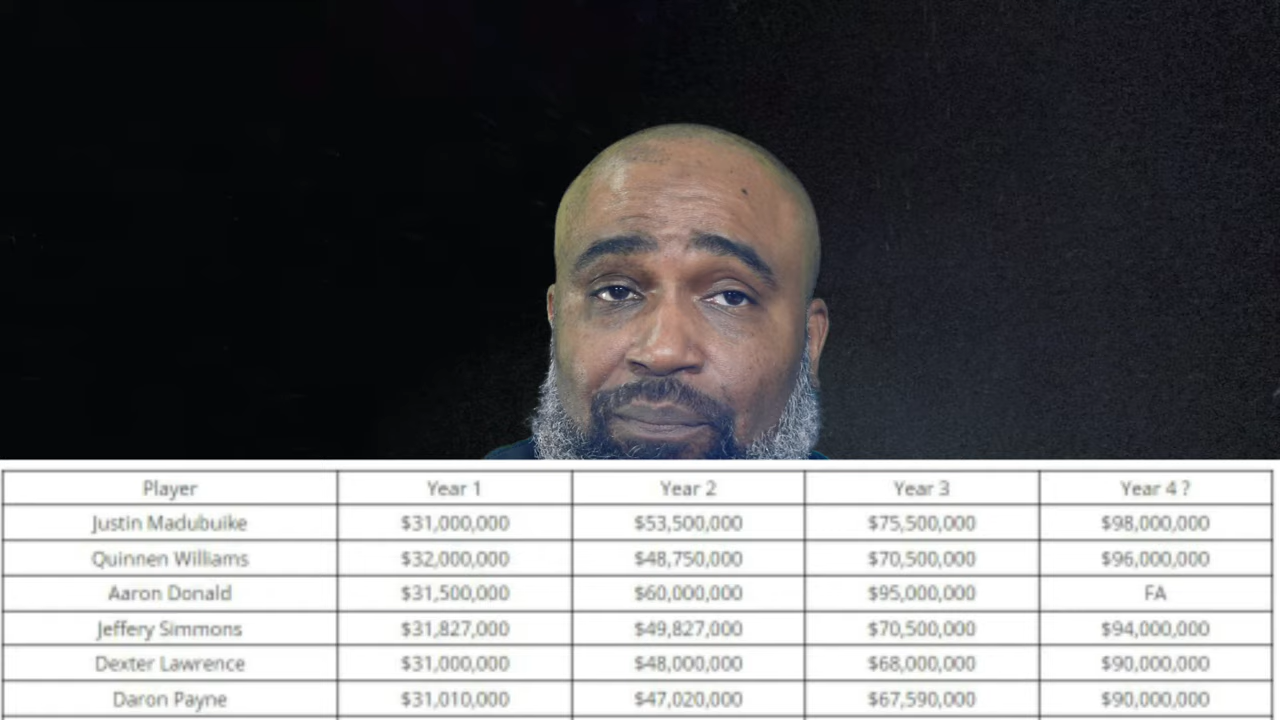 Player Year 1 Year 2 Year 3 Year 4 ?
Justin Madubuike $31,000,000 $53,500,000 $75,500,000 $98,000,000
Quinnen Williams $32,000,000 $48,750,000 $70,500,000 $96,000,000
Aaron Donald $31,500,000 $60,000,000 $95,000,000 FA
Jeffery Simmons $31,827,000 $49,827,000 $70,500,000 $94,000,000
Dexter Lawrence $31,000,000 $48,000,000 $68,000,000 $90,000,000
Daron Payne $31,010,000 $47,020,000 $67,590,000 $90,000,000